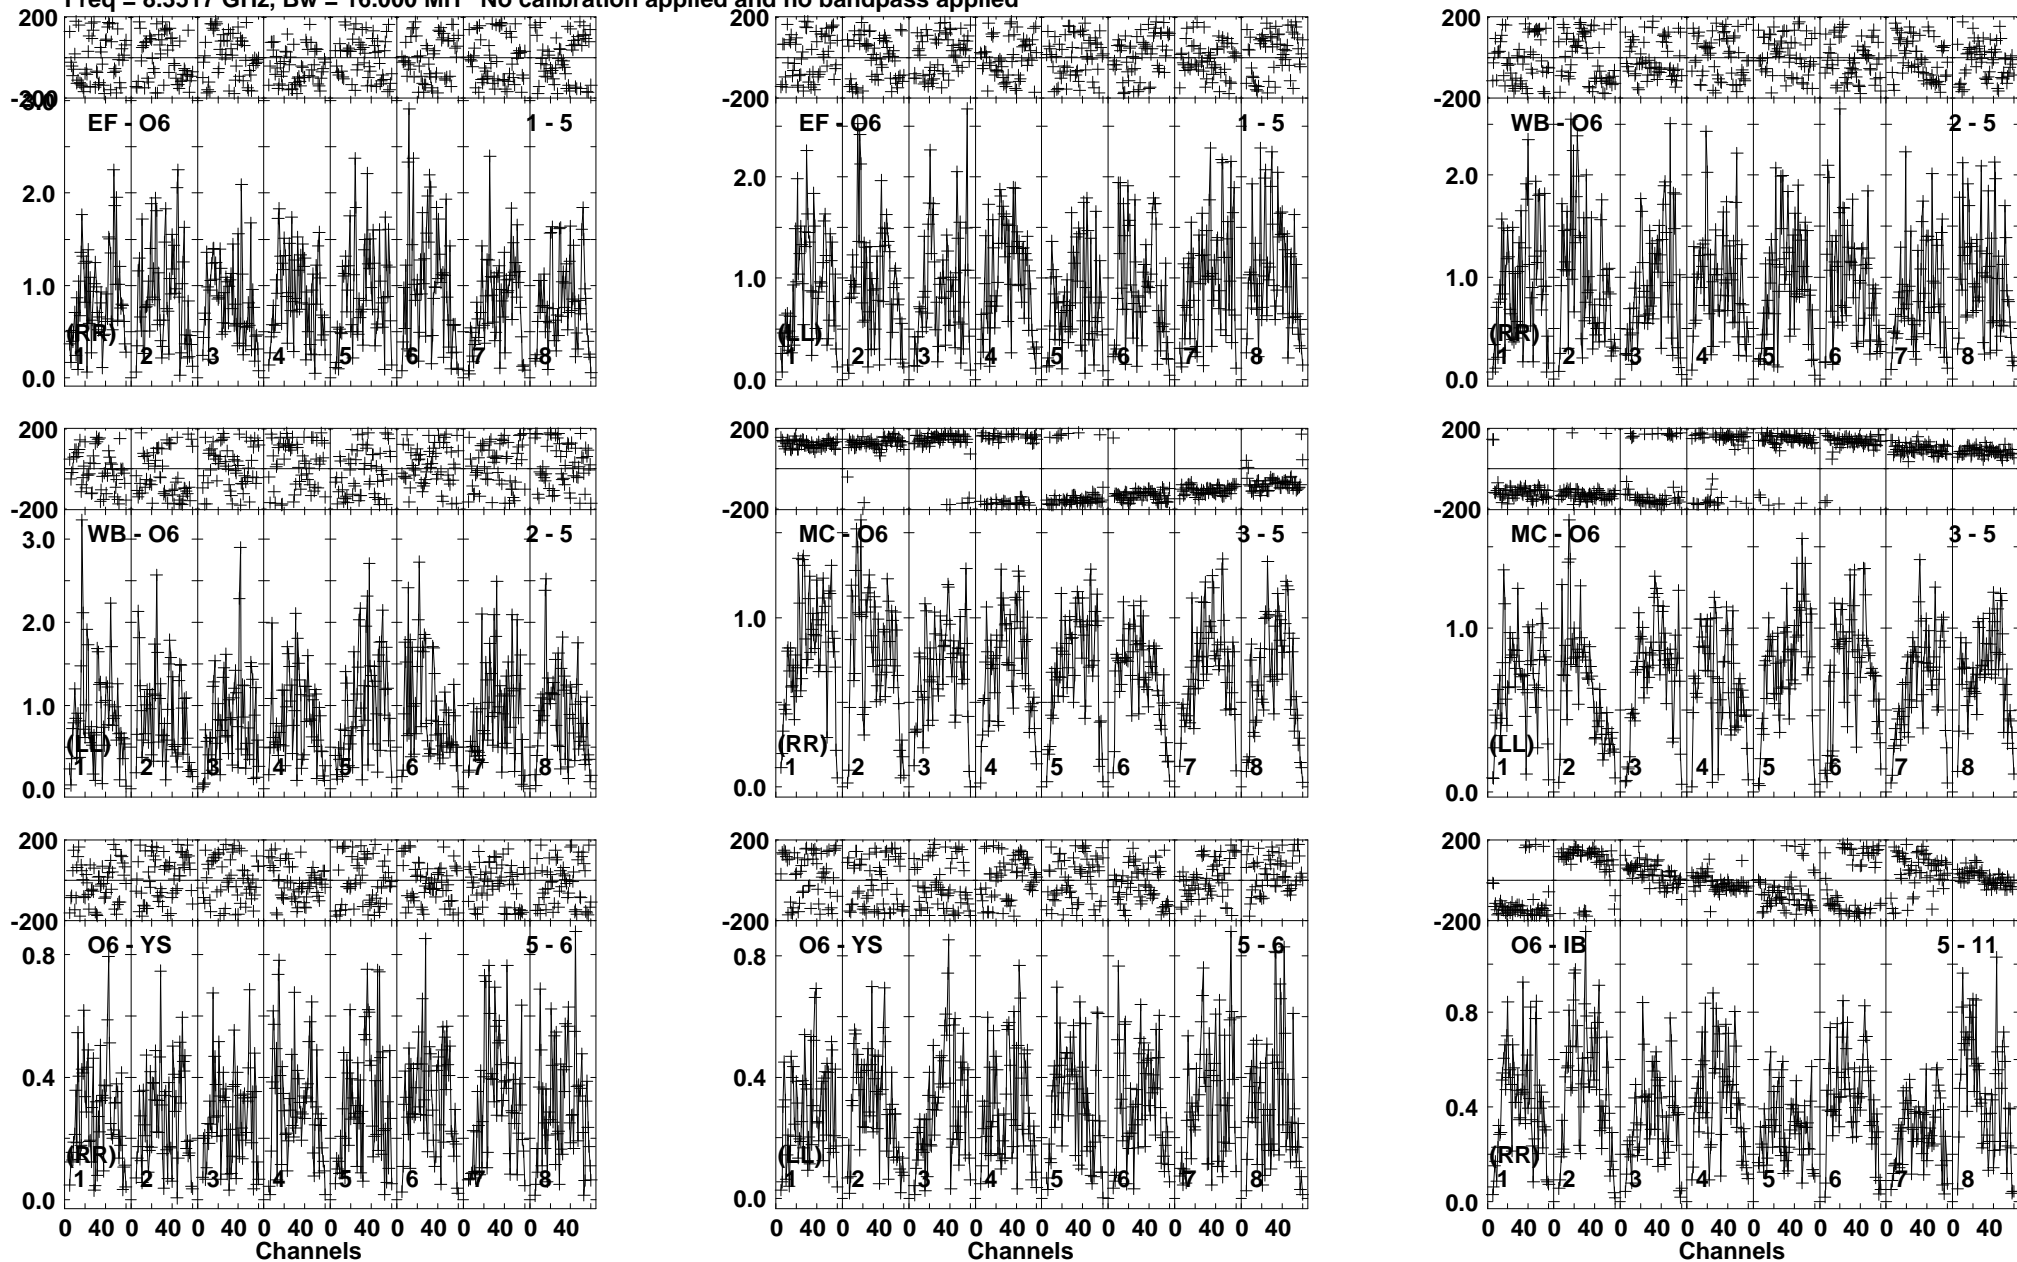 Freq = 8.3517 GHz, Bw = 16.000 MH No calibration applied and no bandpass applied
200 200 200
-200 -200 -200
3.0
EF - O6 1 - 5 EF - O6 1 - 5 WB - O6 2 - 5
2.0 2.0 2.0
1.0 1.0 1.0
(RR) (LL) (RR)
1 2 3 4 5 6 7 8 1 2 3 4 5 6 7 8 1 2 3 4 5 6 7 8
0.0 0.0 0.0
200 200 200
-200 -200 -200
WB - O6 2 - 5 MC - O6 3 - 5 MC - O6 3 - 5
3.0
2.0
1.0 1.0 1.0
(LL) (RR) (LL)
1 2 3 4 5 6 7 8 1 2 3 4 5 6 7 8 1 2 3 4 5 6 7 8
0.0 0.0 0.0
200 200 200
-200 -200 -200
O6 - YS 5 - 6 O6 - YS 5 - 6 O6 - IB 5 - 11
0.8 0.8 0.8
0.4 0.4 0.4
(RR) (LL) (RR)
1 2 3 4 5 6 7 8 1 2 3 4 5 6 7 8 1 2 3 4 5 6 7 8
0.0 0.0 0.0
0 40 0 40 0 40 0 40 0 40 0 40 0 40 0 40 0 40 0 40 0 40 0 40 0 40 0 40 0 40 0 40 0 40 0 40 0 40 0 40 0 40 0 40 0 40 0 40
Channels Channels Channels